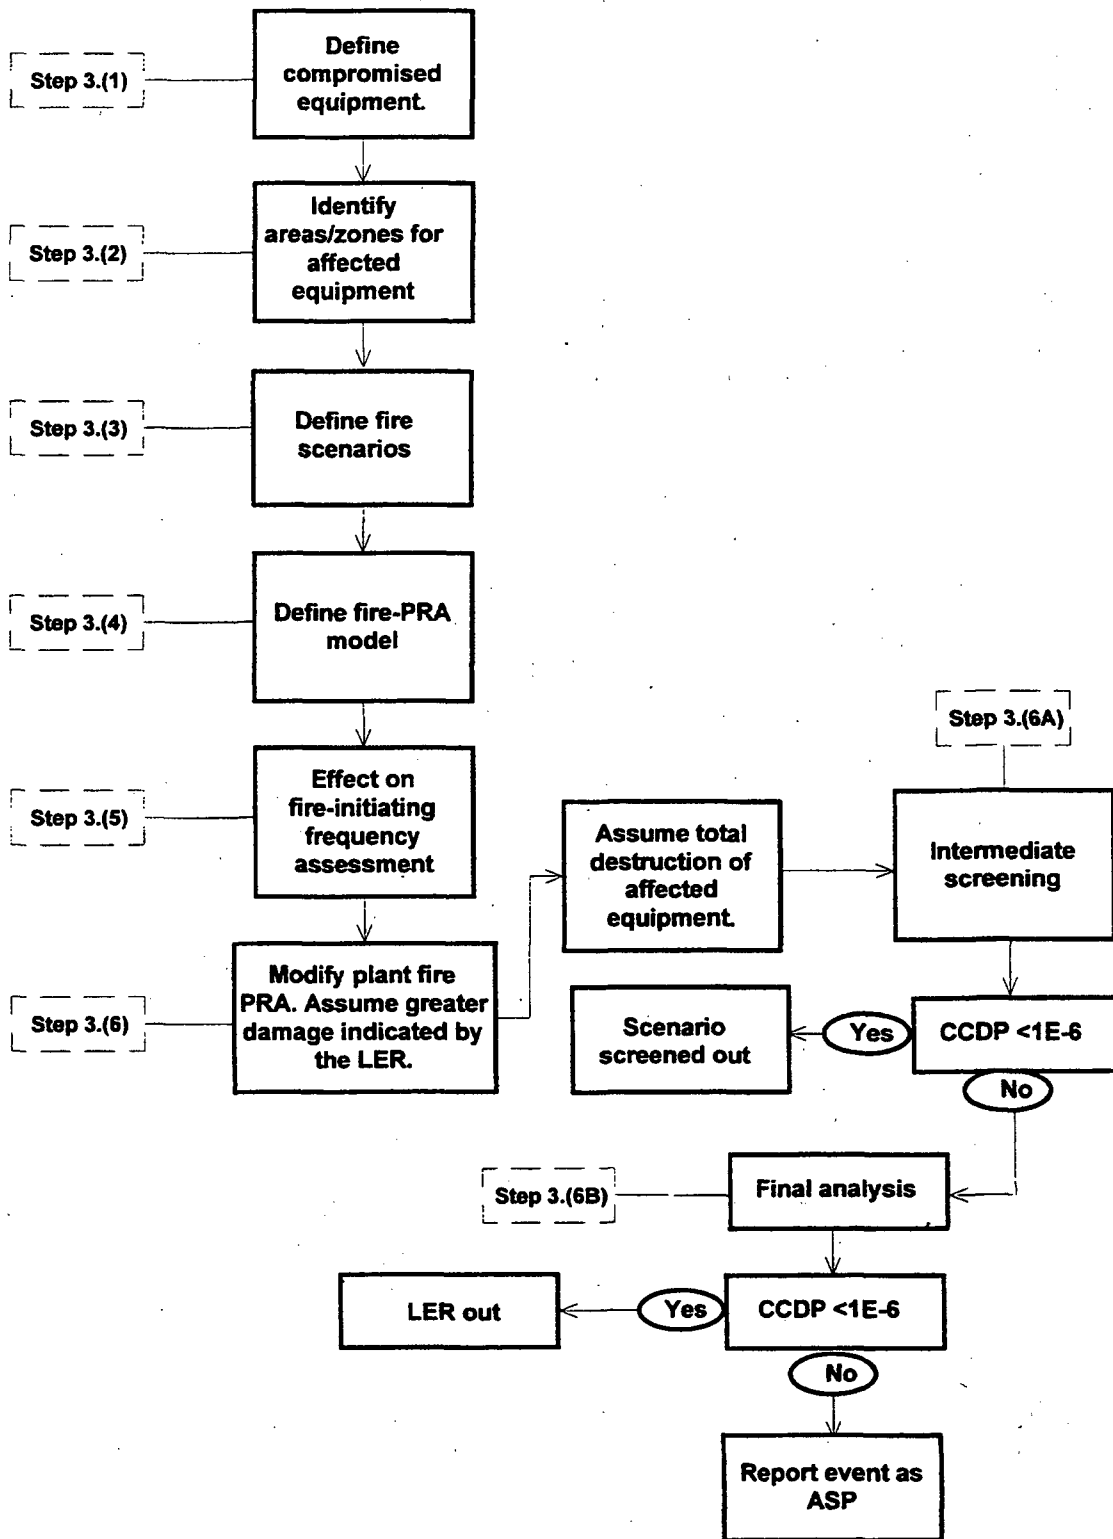 Step 3.(1)
Define
compromised
equipment.
Step 3.(2)
Identify
areas/zones for
affected
equipment
Step 3.(3)
Define fire
scenarios
Step 3.(4)
Define fire-PRA
model
Step 3.(5)
Effect on
fire-initiating
frequency
assessment
Step 3.(6)
Modify plant fire
PRA. Assume greater
damage indicated by
the LER.
Assume total
destruction of
affected
equipment.
Step 3.(6A)
Intermediate
screening
CCDP <1E-6
Yes
Scenario
screened out
No
Step 3.(6B)
Final analysis
CCDP <1E-6
Yes
LER out
No
Report event as
ASP